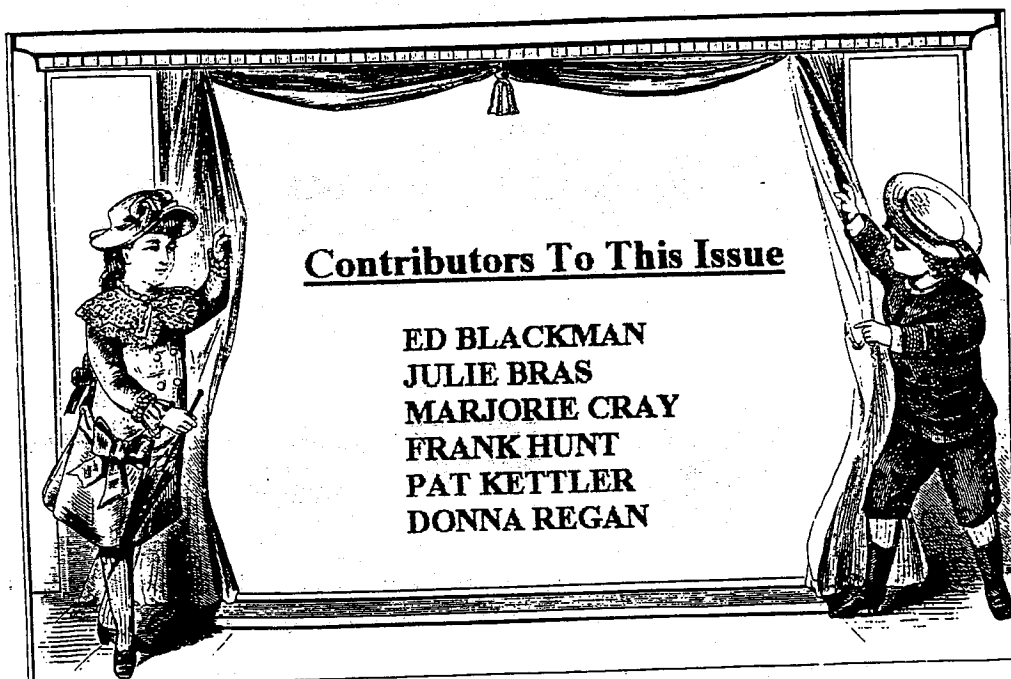 Contributors To This Issue
ED BLACKMAN
JULIE BRAS
MARJORIE CRAY
FRANK HUNT
PAT KETTLER
DONNA REGAN